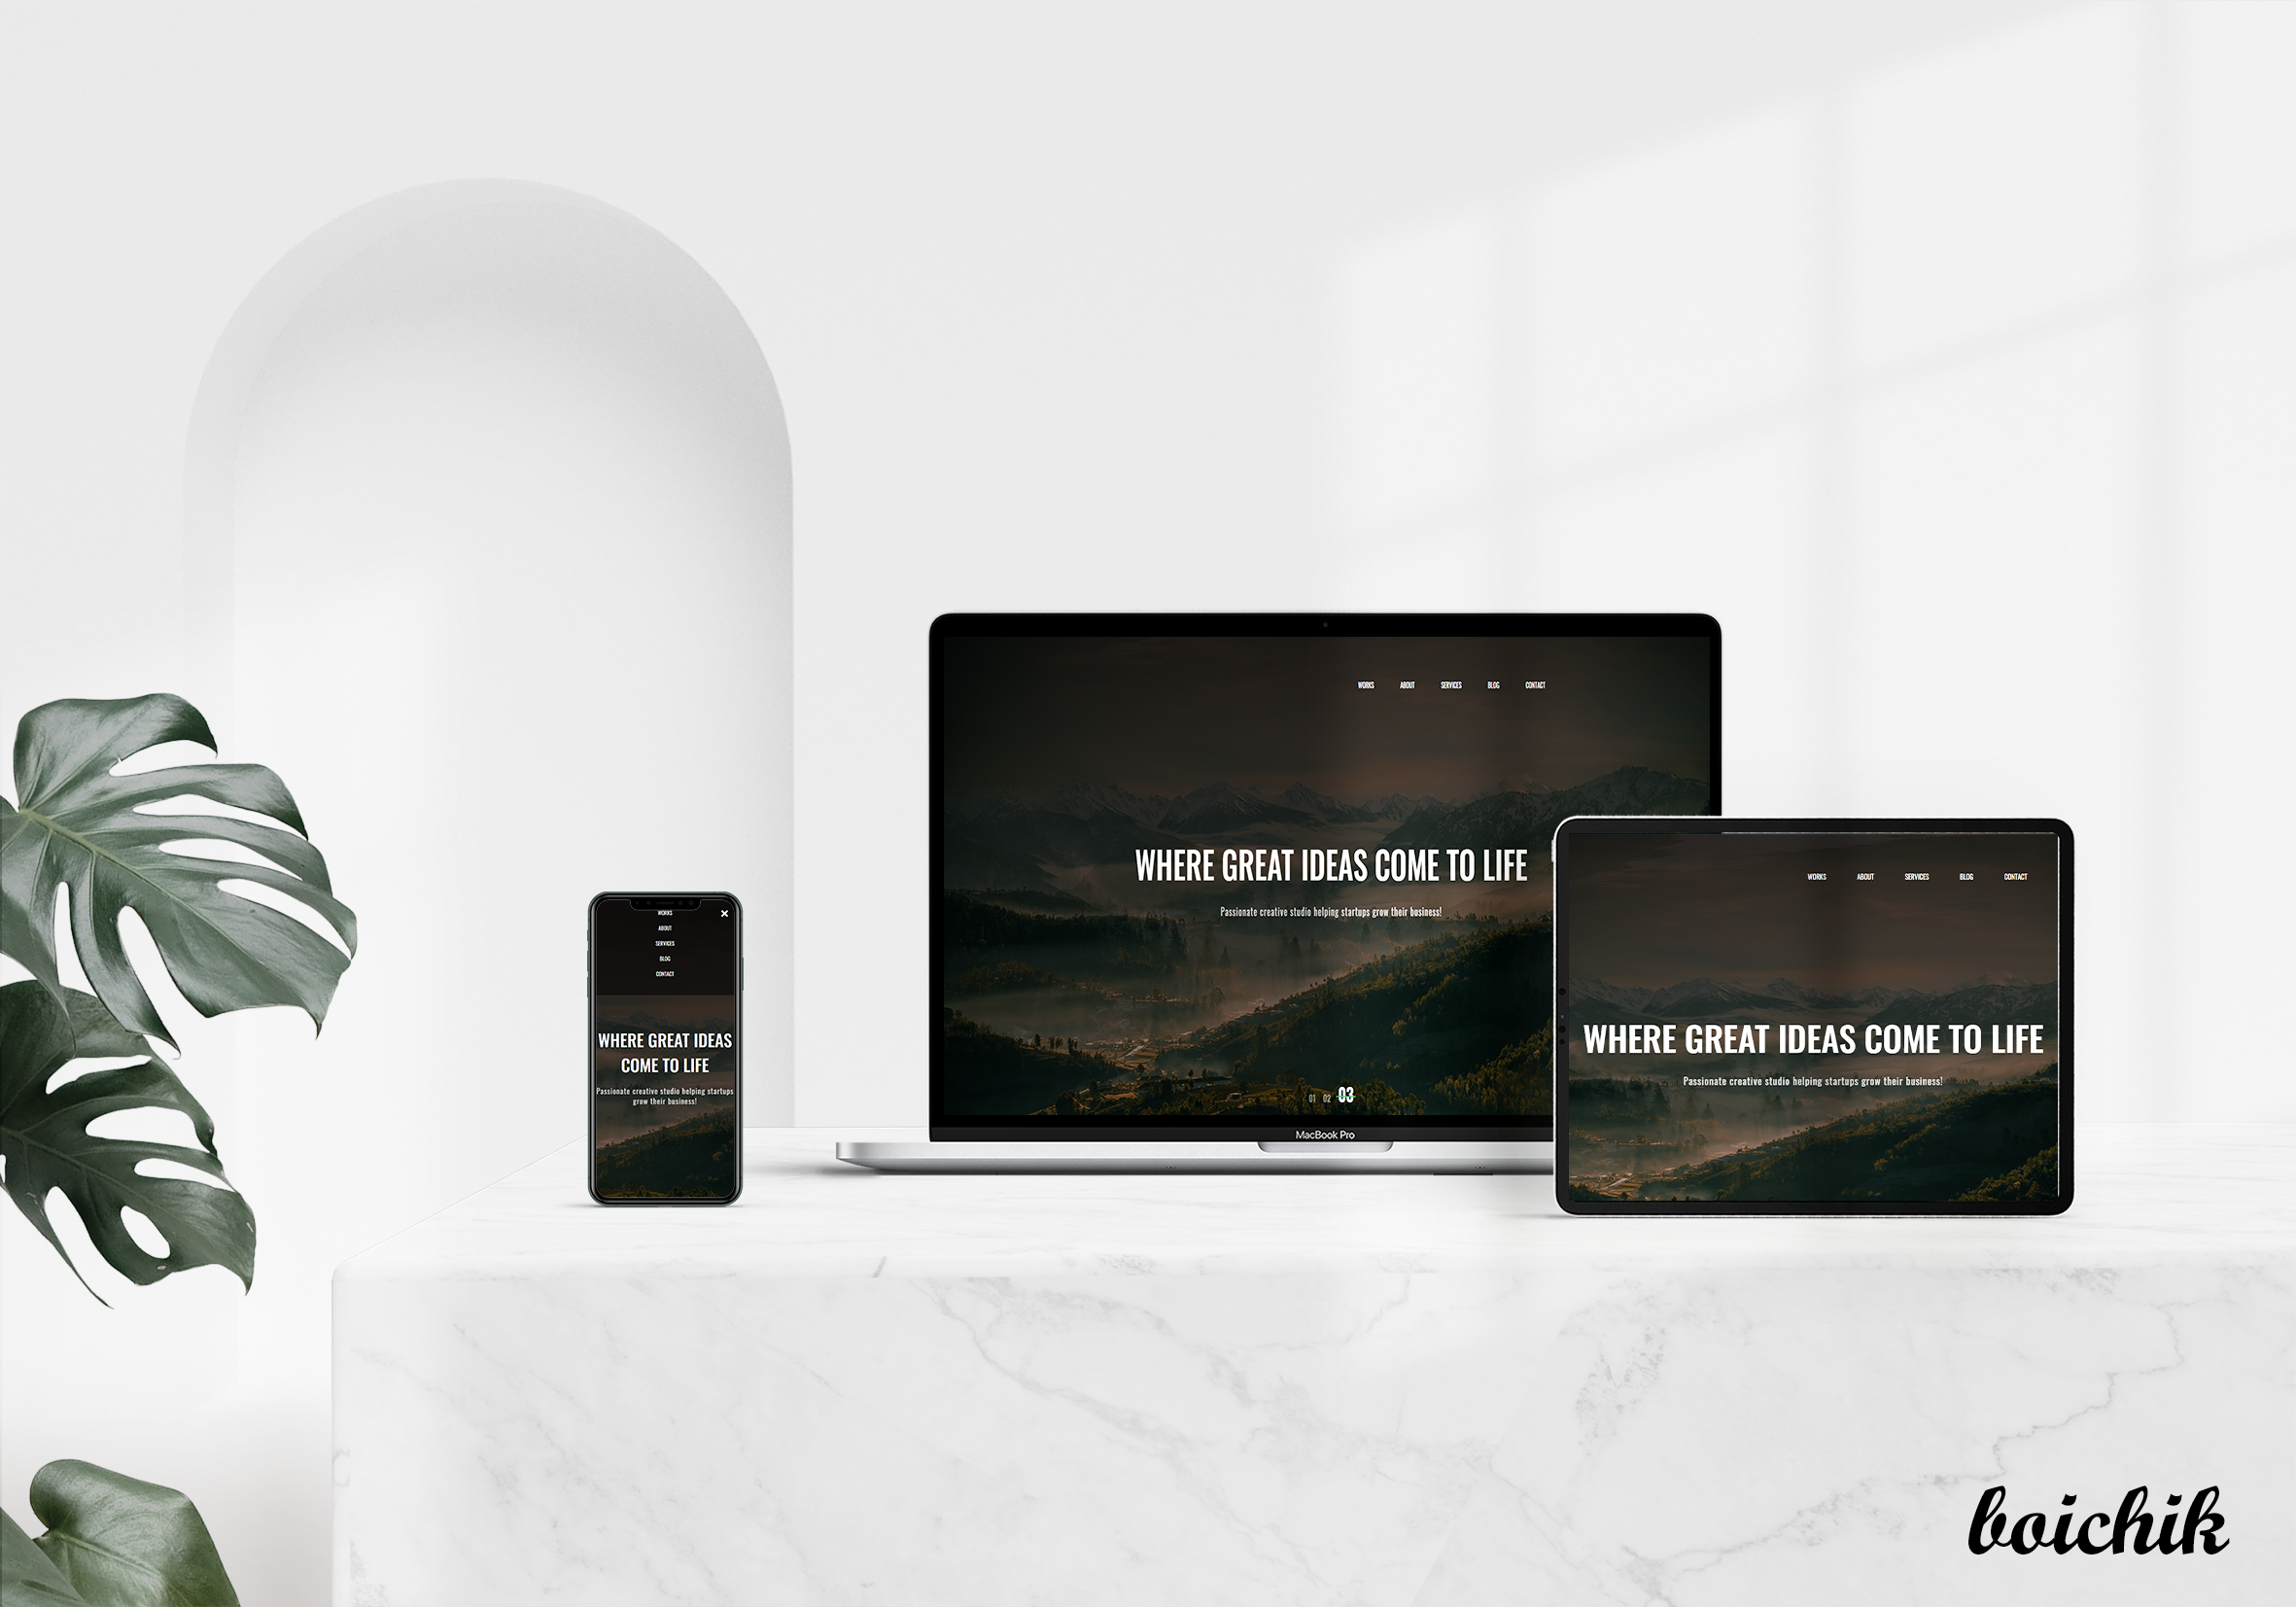 WORKS
ABOUT
SERVICES
BLOG
CONTACT
WHERE GREAT IDEAS
COME TO LIFE
Passionate creative studio helping startups
grow their business!
WORKS ABOUT SERVICES BLOG CONTACT
WHERE GREAT IDEAS COME TO LIFE
Passionate creative studio helping startups grow their business!
01 02 03
MacBook Pro
WORKS ABOUT SERVICES BLOG CONTACT
WHERE GREAT IDEAS COME TO LIFE
Passionate creative studio helping startups grow their business!
boichik